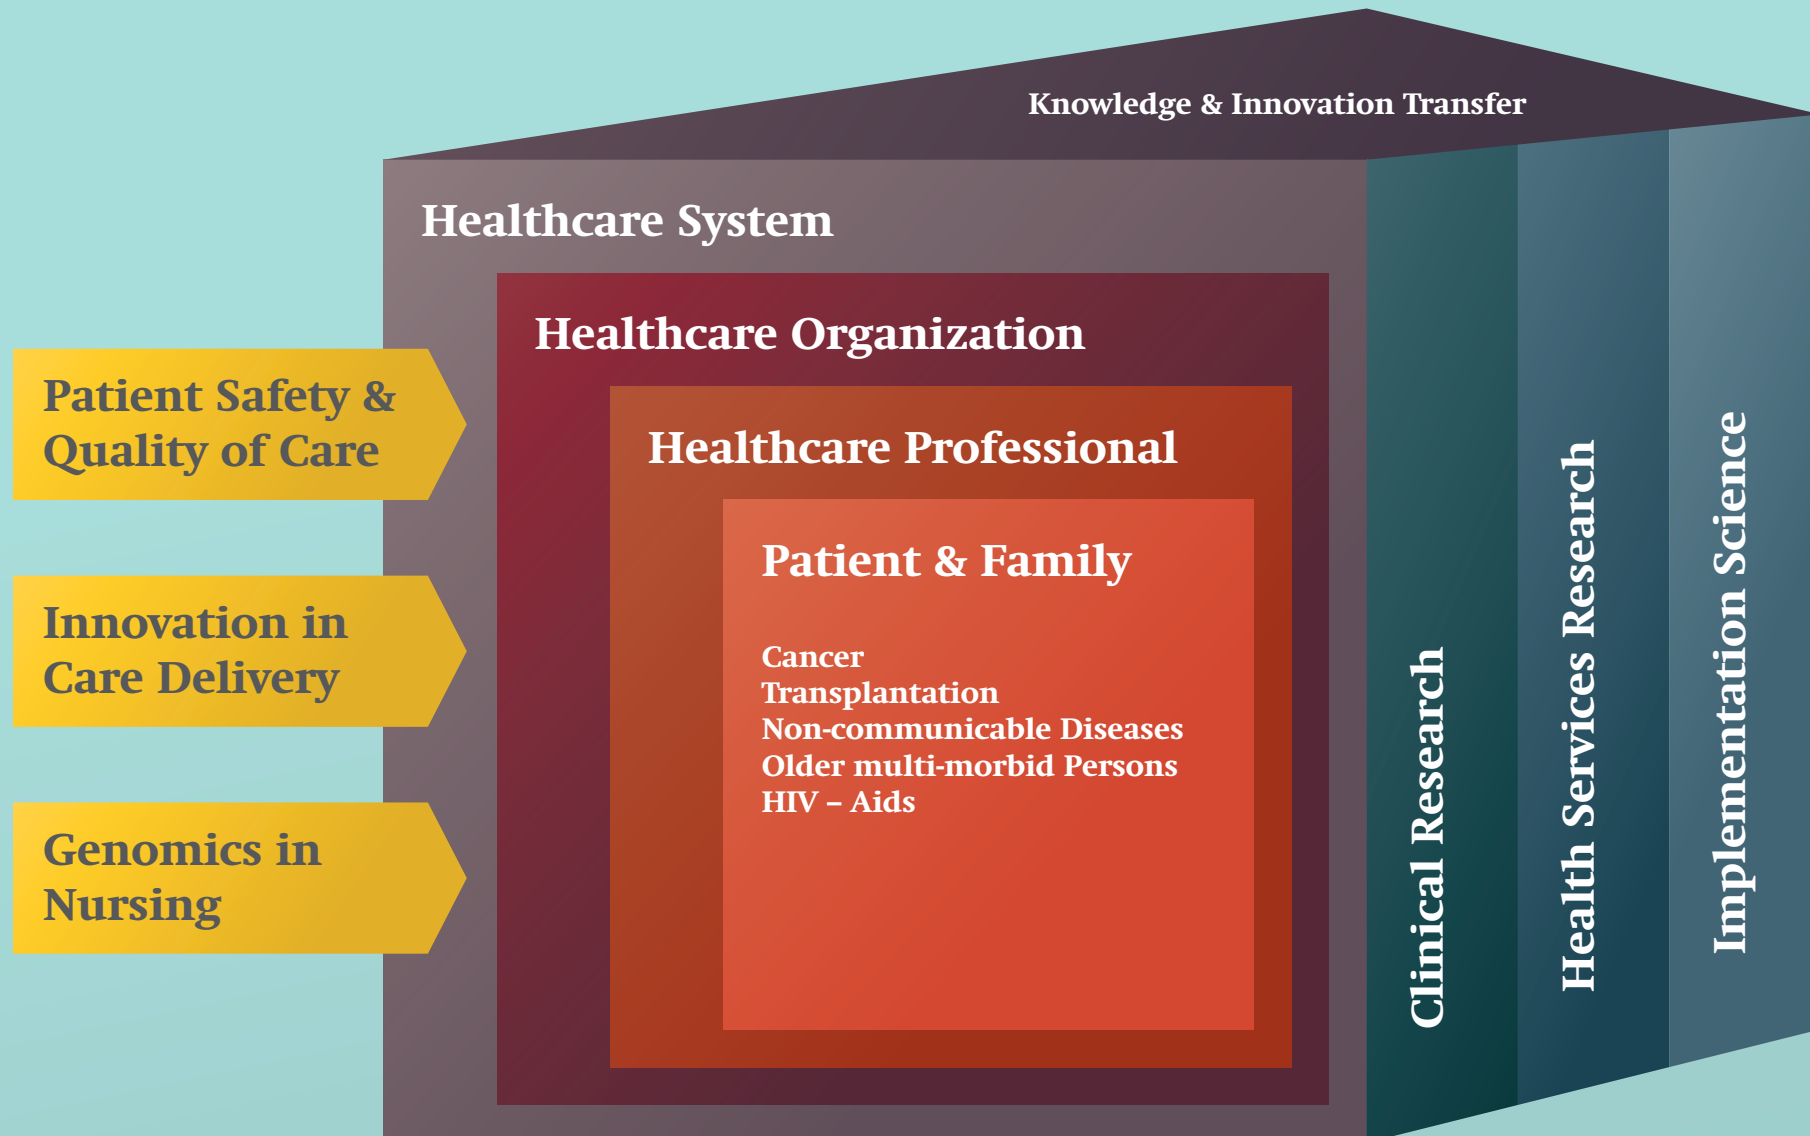 Knowledge & Innovation Transfer
Healthcare System
Healthcare Organization
Healthcare Professional
Patient & Family
Cancer
Transplantation
Non-communicable Diseases
Older multi-morbid Persons
HIV – Aids
Patient Safety &
Quality of Care
Innovation in
Care Delivery
Genomics in
Nursing
Clinical Research
Health Services Research
Implementation Science